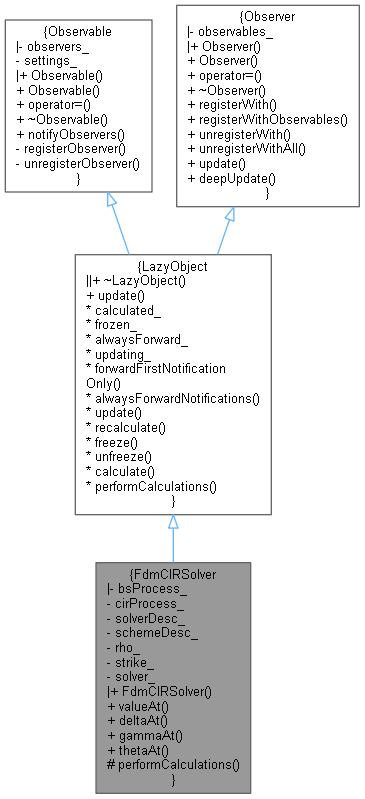 {Observable
|- observers_
- settings_
|+ Observable()
+ Observable()
+ operator=()
+ ~Observable()
+ notifyObservers()
- registerObserver()
- unregisterObserver()
}
{Observer
|- observables_
|+ Observer()
+ Observer()
+ operator=()
+ ~Observer()
+ registerWith()
+ registerWithObservables()
+ unregisterWith()
+ unregisterWithAll()
+ update()
+ deepUpdate()
}
{LazyObject
||+ ~LazyObject()
+ update()
* calculated_
* frozen_
* alwaysForward_
* updating_
* forwardFirstNotification
Only()
* alwaysForwardNotifications()
* update()
* recalculate()
* freeze()
* unfreeze()
* calculate()
* performCalculations()
}
{FdmCIRSolver
|- bsProcess_
- cirProcess_
- solverDesc_
- schemeDesc_
- rho_
- strike_
- solver_
|+ FdmCIRSolver()
+ valueAt()
+ deltaAt()
+ gammaAt()
+ thetaAt()
# performCalculations()
}